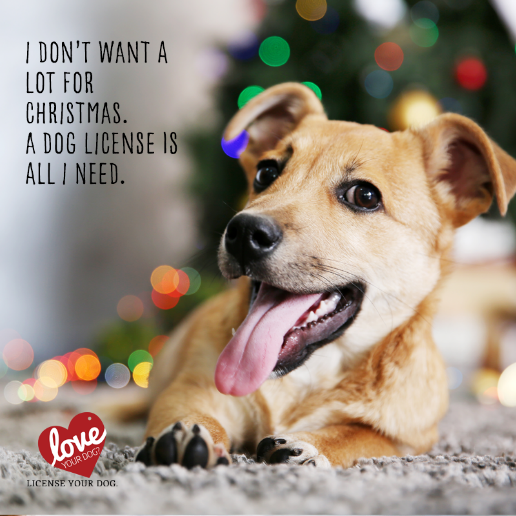 I DON'T WANT A
LOT FOR
CHRISTMAS.
A DOG LICENSE IS
ALL I NEED.
love
YOUR DOG?
LICENSE YOUR DOG.